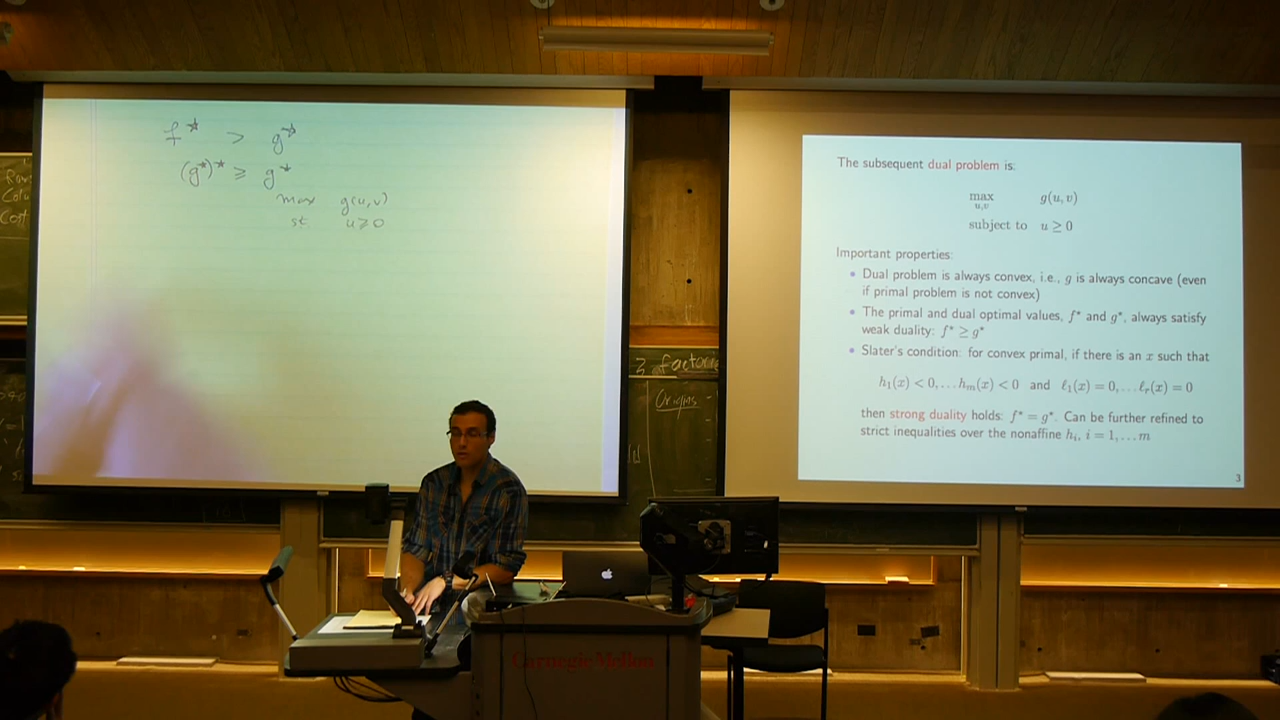 f* > g*
(g*)* ≥ g*
max g(u,v)
st u ≥ 0
The subsequent dual problem is:
max g(u, v)
u,v
subject to u ≥ 0
Important properties:
• Dual problem is always convex, i.e., g is always concave (even
if primal problem is not convex)
• The primal and dual optimal values, f* and g*, always satisfy
weak duality: f* ≥ g*
• Slater's condition: for convex primal, if there is an x such that
h₁(x) < 0, . . . hₘ(x) < 0 and ℓ₁(x) = 0, . . . ℓᵣ(x) = 0
then strong duality holds: f* = g*. Can be further refined to
strict inequalities over the nonaffine hᵢ, i = 1, . . . m
3
Origins
Carnegie Mellon